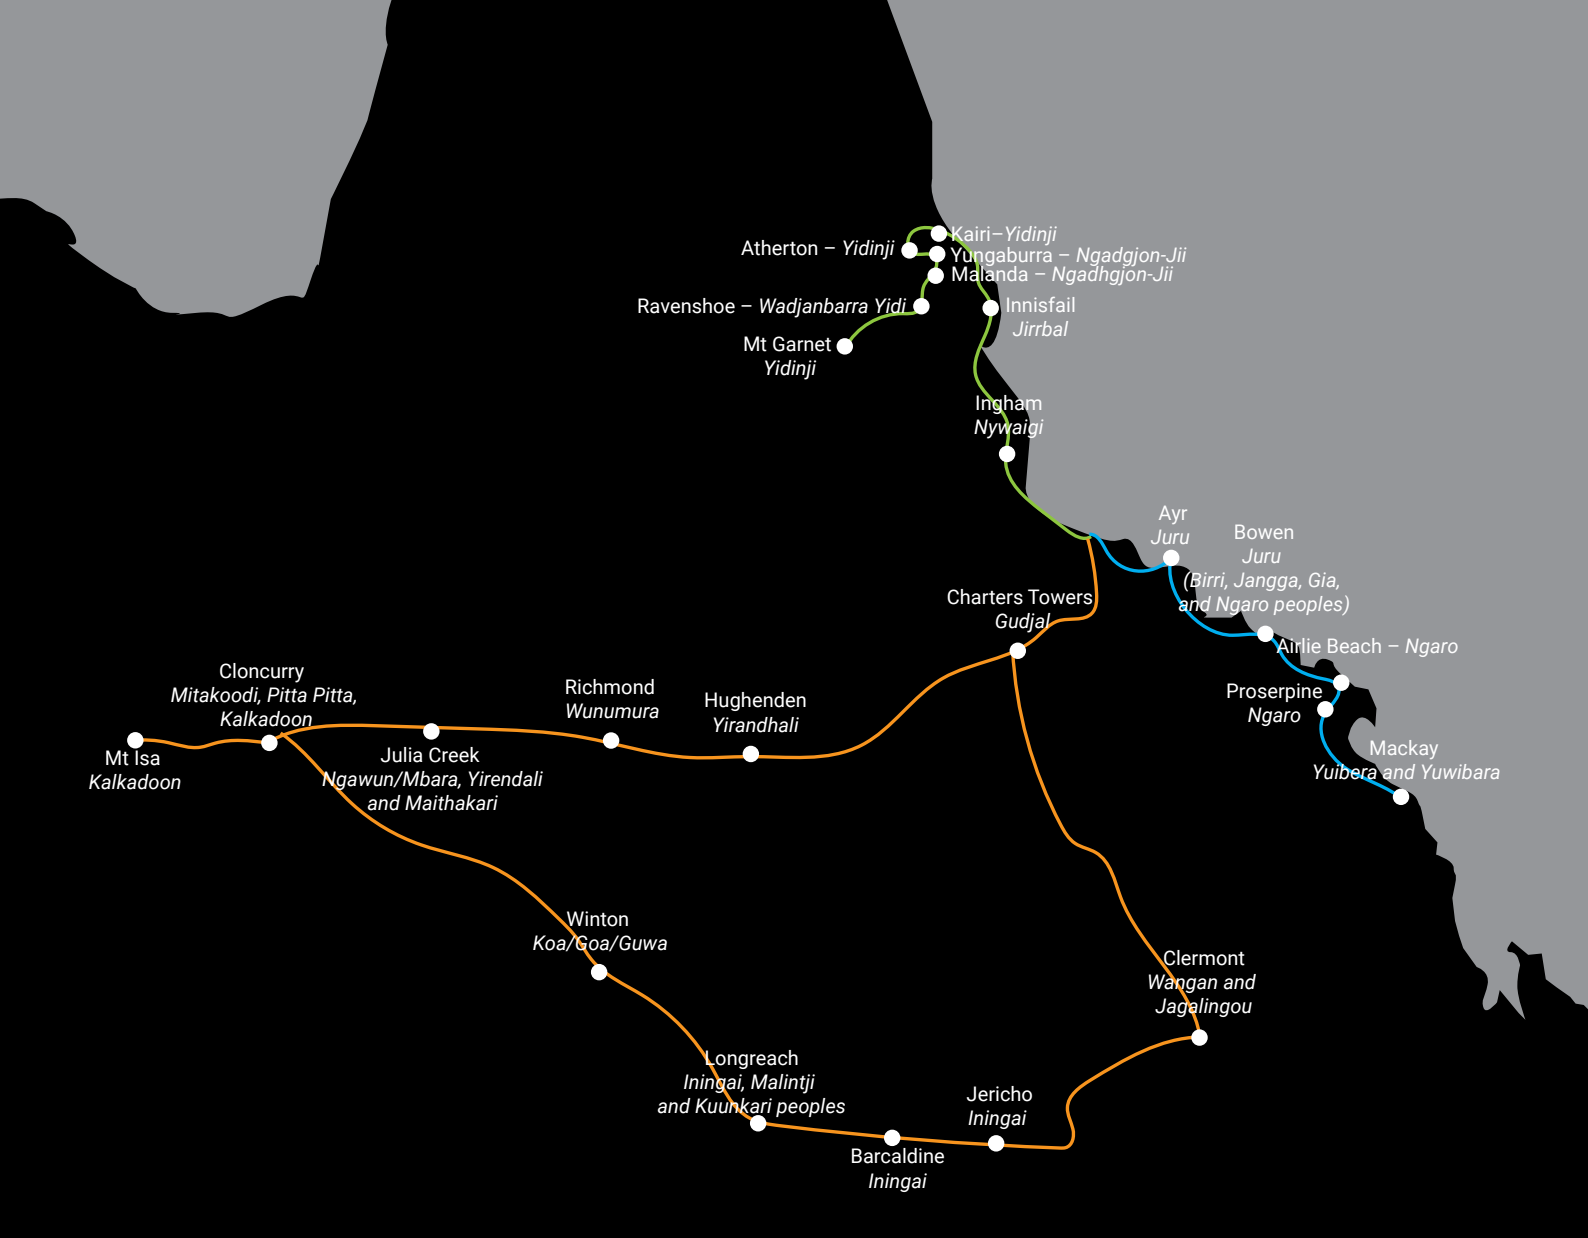 Kairi–Yidinji
Atherton – Yidinji
Yungaburra – Ngadgjon-Jii
Malanda – Ngadhgjon-Jii
Ravenshoe – Wadjanbarra Yidi
Innisfail
Jirrbal
Mt Garnet
Yidinji
Ingham
Nywaigi
Ayr
Juru
Bowen
Juru
(Birri, Jangga, Gia,
and Ngaro peoples)
Charters Towers
Gudjal
Airlie Beach – Ngaro
Proserpine
Ngaro
Mackay
Yuibera and Yuwibara
Cloncurry
Mitakoodi, Pitta Pitta,
Kalkadoon
Richmond
Wunumura
Hughenden
Yirandhali
Mt Isa
Kalkadoon
Julia Creek
Ngawun/Mbara, Yirendali
and Maithakari
Winton
Koa/Goa/Guwa
Clermont
Wangan and
Jagalingou
Longreach
Iningai, Malintji
and Kuunkari peoples
Jericho
Iningai
Barcaldine
Iningai